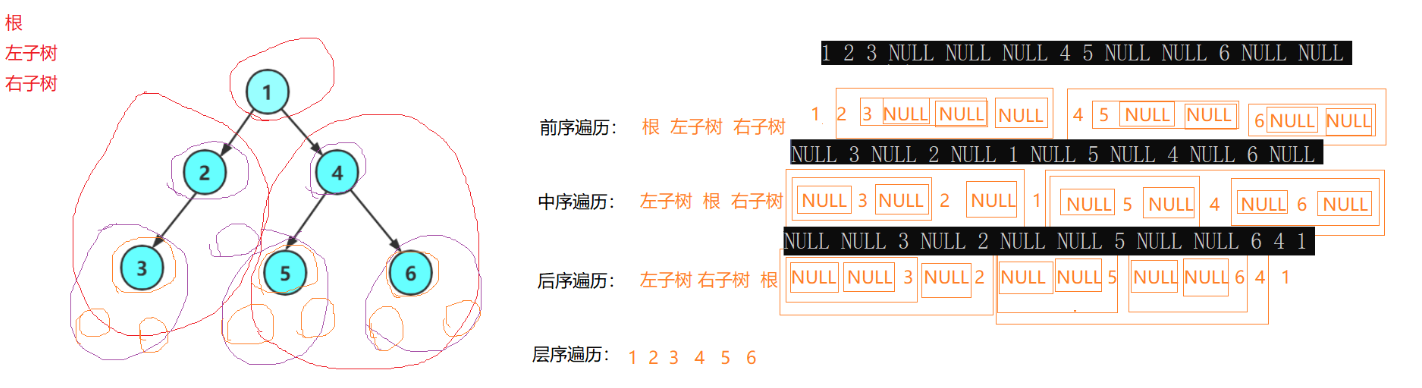 根
左子树
右子树
1
2
4
3
5
6
1 2 3 NULL NULL NULL 4 5 NULL NULL 6 NULL NULL
前序遍历： 根 左子树 右子树 1 2 3 NULL NULL NULL 4 5 NULL NULL 6 NULL NULL
NULL 3 NULL 2 NULL 1 NULL 5 NULL 4 NULL 6 NULL
中序遍历： 左子树 根 右子树 NULL 3 NULL 2 NULL 1 NULL 5 NULL 4 NULL 6 NULL
NULL NULL 3 NULL 2 NULL NULL 5 NULL NULL 6 4 1
后序遍历： 左子树 右子树 根 NULL NULL 3 NULL 2 NULL NULL 5 NULL NULL 6 4 1
层序遍历： 1 2 3 4 5 6